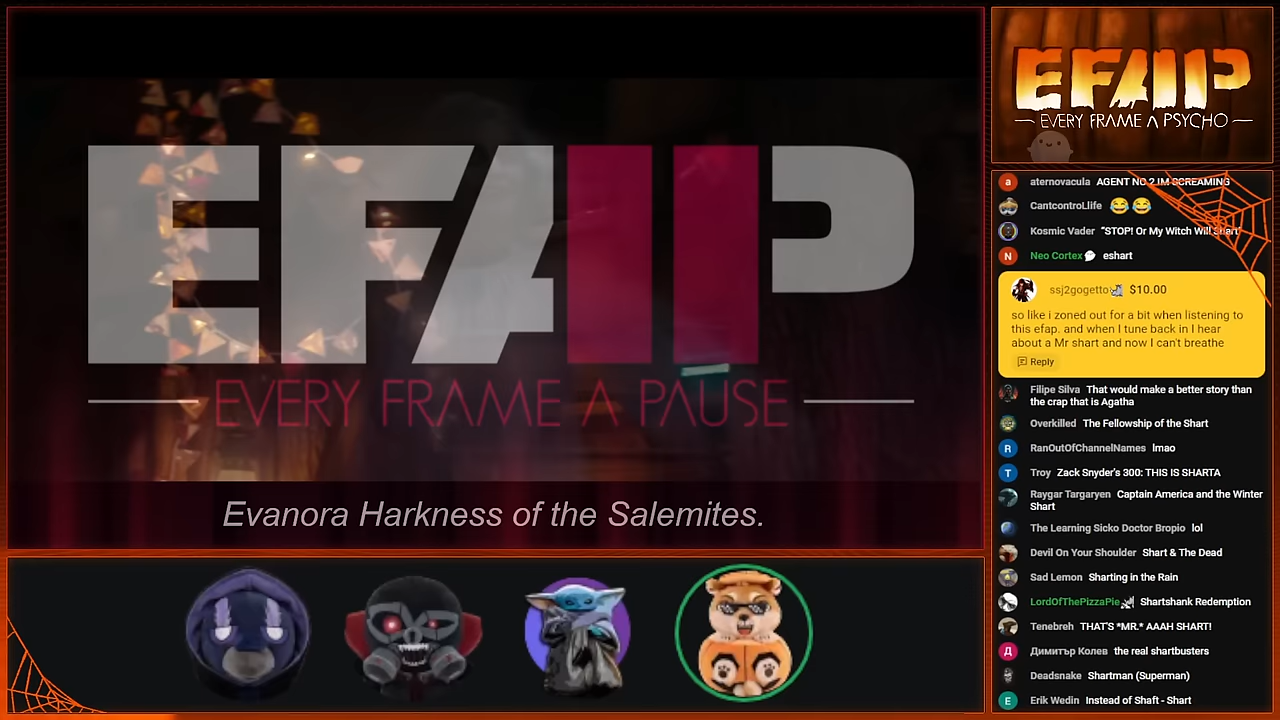 EFAP
EVERY FRAME A PAUSE
Evanora Harkness of the Salemites.
EFAP
EVERY FRAME A PSYCHO
a
aternovacula AGENT NO 2 IM SCREAMING
CantcontroLlife 😂😂
Kosmic Vader "STOP! Or My Witch Will Shart"
N
Neo Cortex eshart
ssj2gogetto $10.00
so like i zoned out for a bit when listening to
this efap. and when I tune back in I hear
about a Mr shart and now I can't breathe
Reply
Filipe Silva That would make a better story than
the crap that is Agatha
Overkilled The Fellowship of the Shart
R
RanOutOfChannelNames lmao
T
Troy Zack Snyder's 300: THIS IS SHARTA
Raygar Targaryen Captain America and the Winter
Shart
The Learning Sicko Doctor Bropio lol
Devil On Your Shoulder Shart & The Dead
Sad Lemon Sharting in the Rain
LordOfThePizzaPie Shartshank Redemption
Tenebreh THAT'S *MR.* AAAH SHART!
Д
Димитър Колев the real shartbusters
Deadsnake Shartman (Superman)
E
Erik Wedin Instead of Shaft - Shart